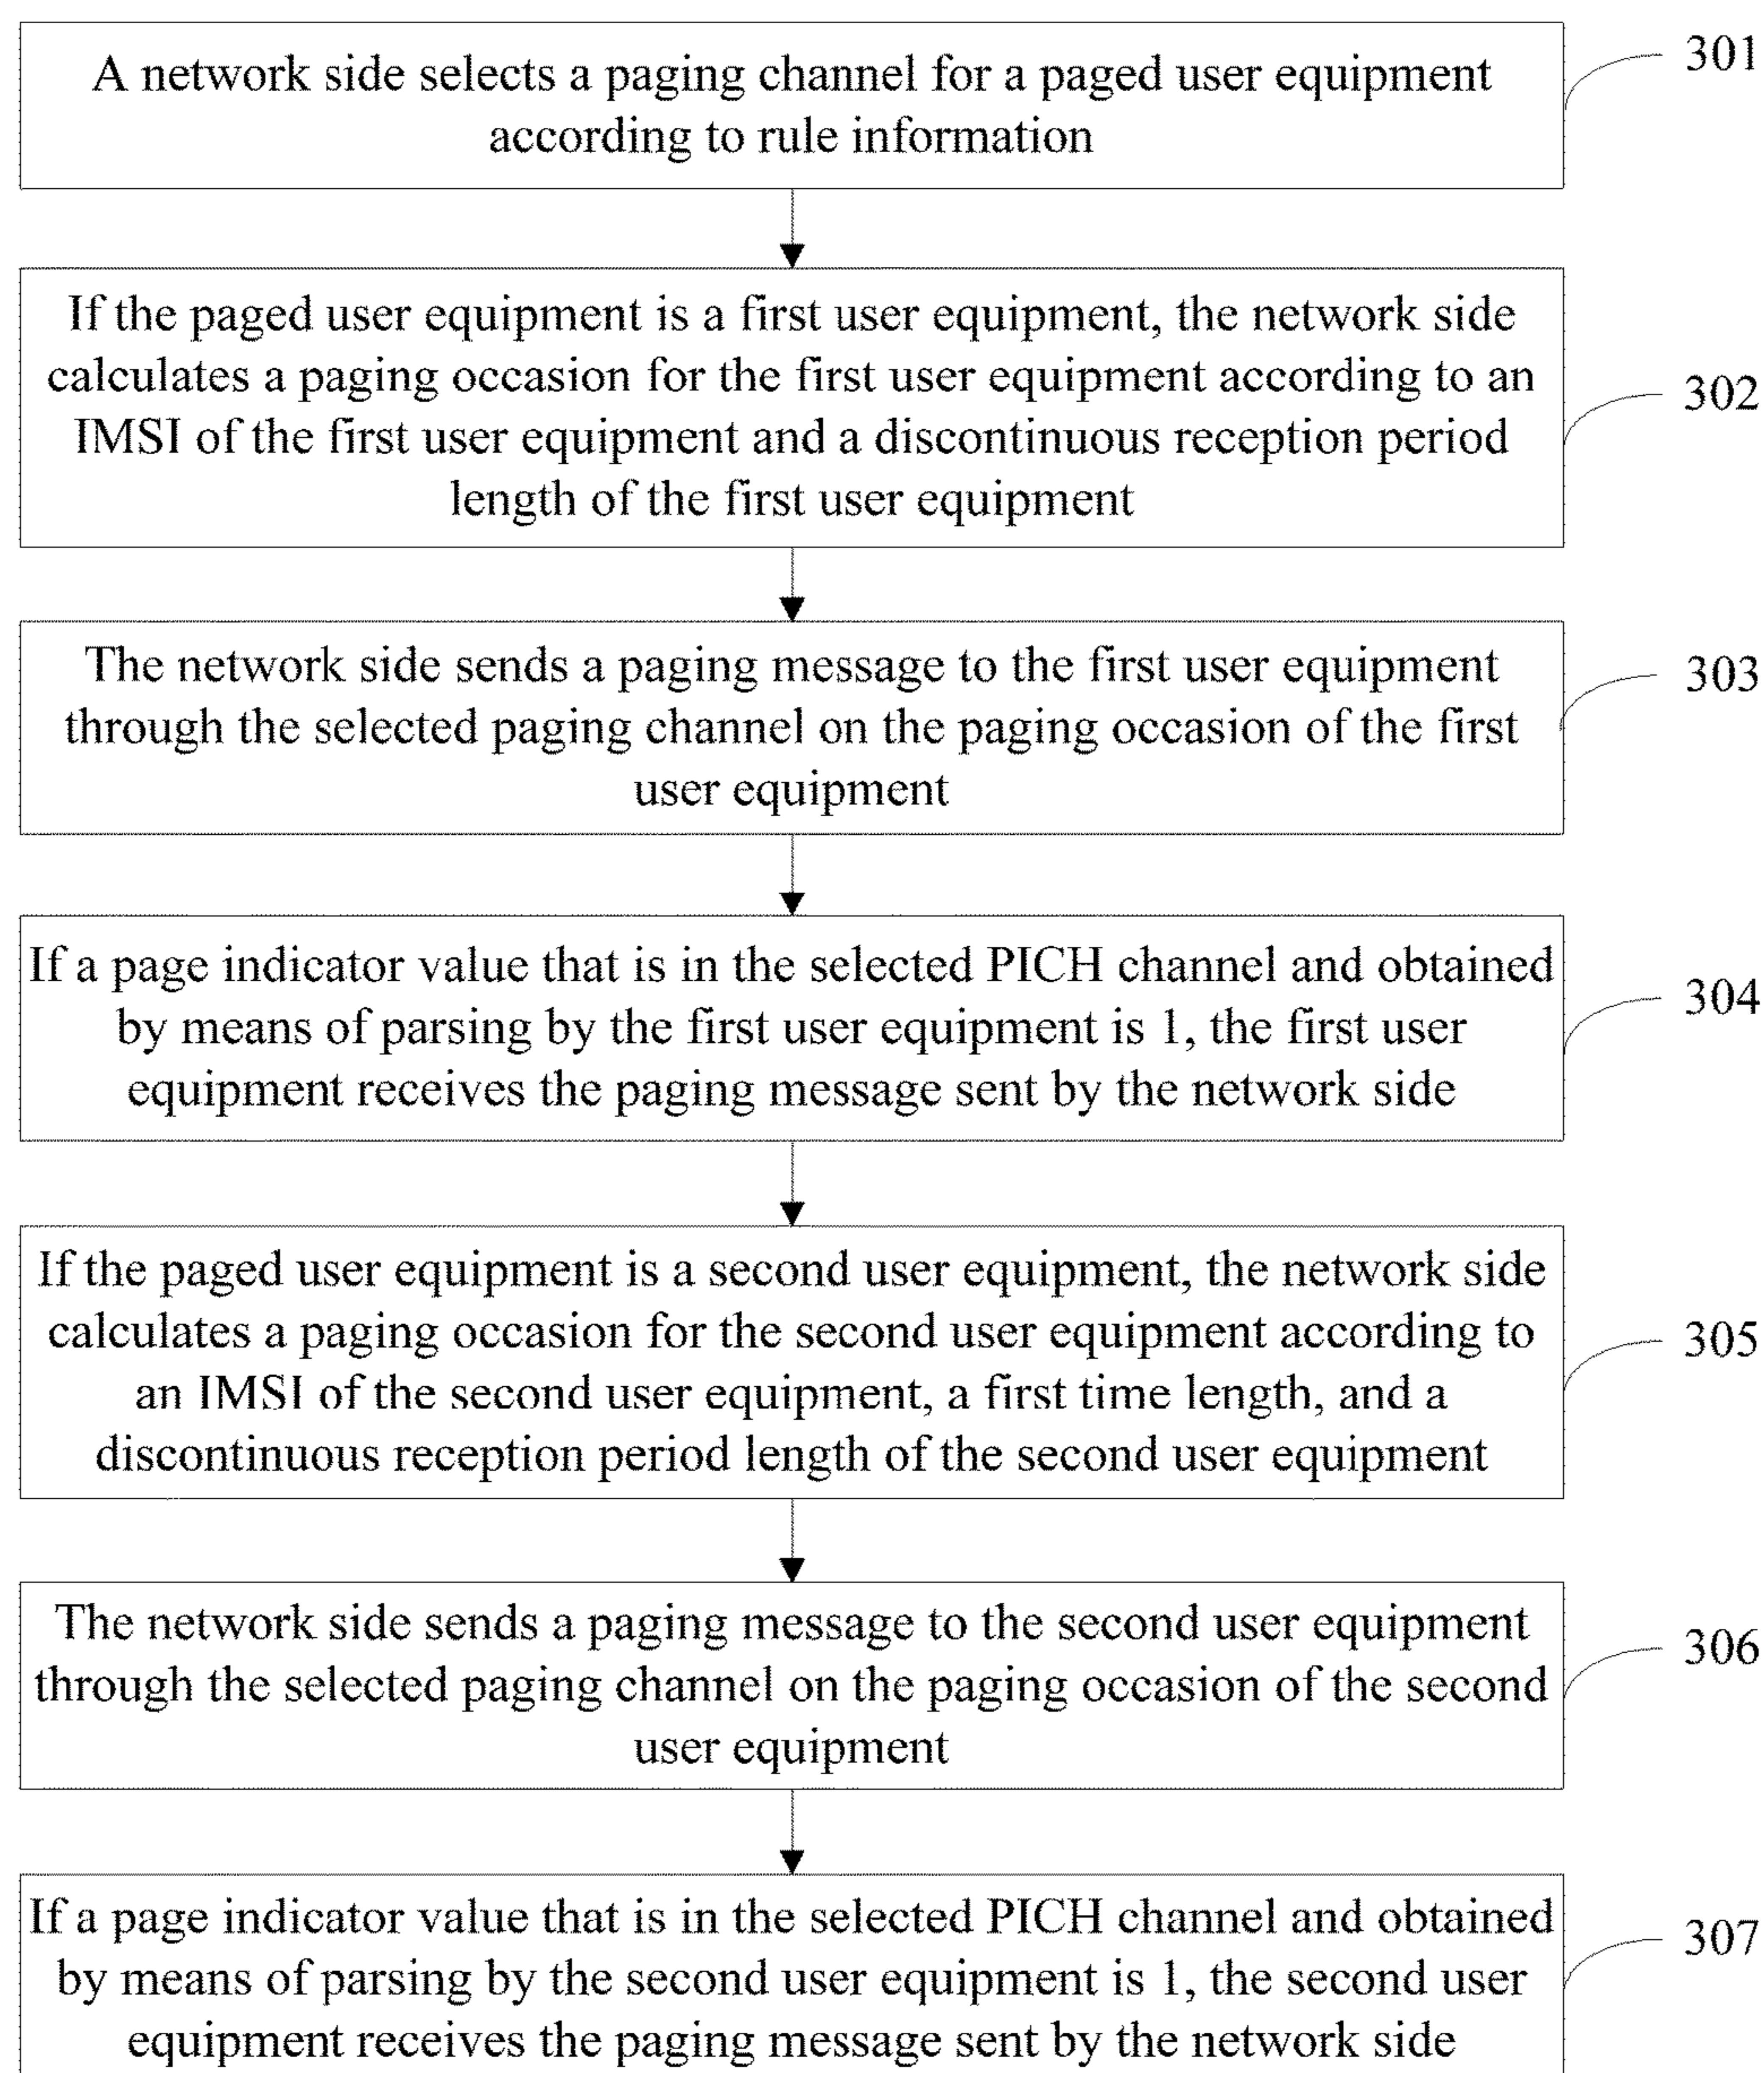 A network side selects a paging channel for a paged user equipment
according to rule information
301
If the paged user equipment is a first user equipment, the network side
calculates a paging occasion for the first user equipment according to an
IMSI of the first user equipment and a discontinuous reception period
length of the first user equipment
302
The network side sends a paging message to the first user equipment
through the selected paging channel on the paging occasion of the first
user equipment
303
If a page indicator value that is in the selected PICH channel and obtained
by means of parsing by the first user equipment is 1, the first user
equipment receives the paging message sent by the network side
304
If the paged user equipment is a second user equipment, the network side
calculates a paging occasion for the second user equipment according to
an IMSI of the second user equipment, a first time length, and a
discontinuous reception period length of the second user equipment
305
The network side sends a paging message to the second user equipment
through the selected paging channel on the paging occasion of the second
user equipment
306
If a page indicator value that is in the selected PICH channel and obtained
by means of parsing by the second user equipment is 1, the second user
equipment receives the paging message sent by the network side
307